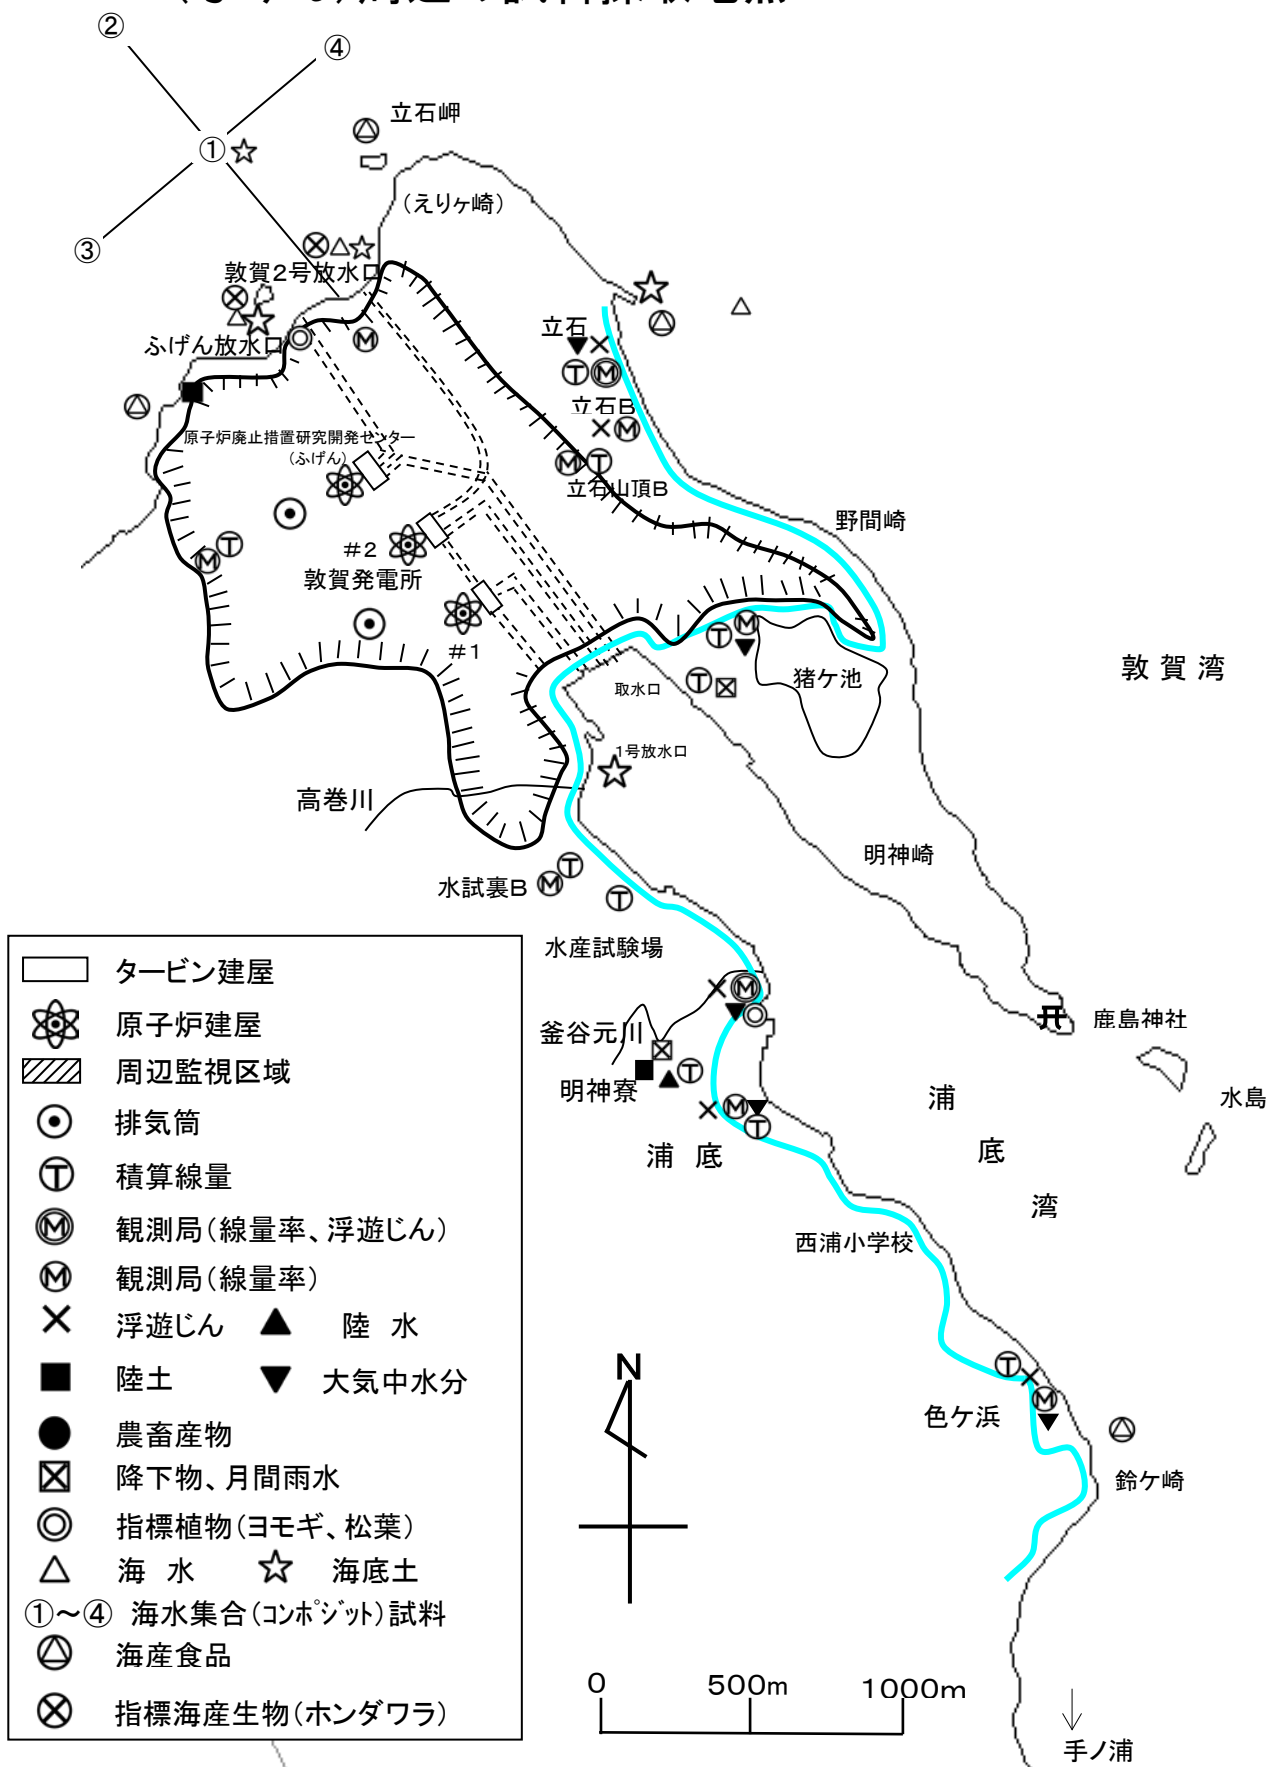 ②
④
立石岬
①
(えりヶ崎)
③
敦賀2号放水口
立石
ふげん放水口
T M
立石B
M
原子炉廃止措置研究開発センター
(ふげん)
M T
立石山頂B
野間崎
M T
#2
敦賀発電所
#1
T M
敦賀湾
猪ケ池
取水口
T
1号放水口
高巻川
明神崎
水試裏B
M T
T
水産試験場
M
鹿島神社
釜谷元川
T
明神寮
M
T
浦底
浦底湾
水島
西浦小学校
T
M
色ケ浜
鈴ケ崎
手ノ浦
N
0 500m 1000m
タービン建屋
原子炉建屋
周辺監視区域
排気筒
T 積算線量
M 観測局(線量率、浮遊じん)
M 観測局(線量率)
浮遊じん 陸水
陸土 大気中水分
農畜産物
降下物、月間雨水
指標植物(ヨモギ、松葉)
海水 海底土
①~④ 海水集合(コンポジット)試料
海産食品
指標海産生物(ホンダワラ)